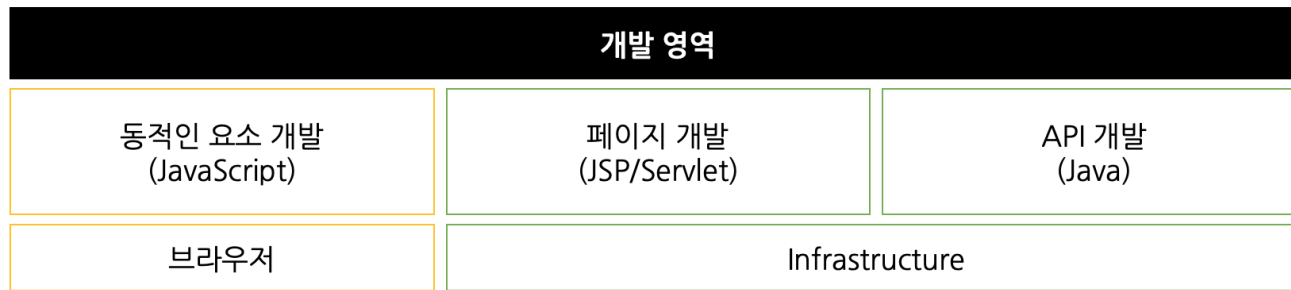 개발 영역
동적인 요소 개발
(JavaScript)
페이지 개발
(JSP/Servlet)
API 개발
(Java)
브라우저
Infrastructure